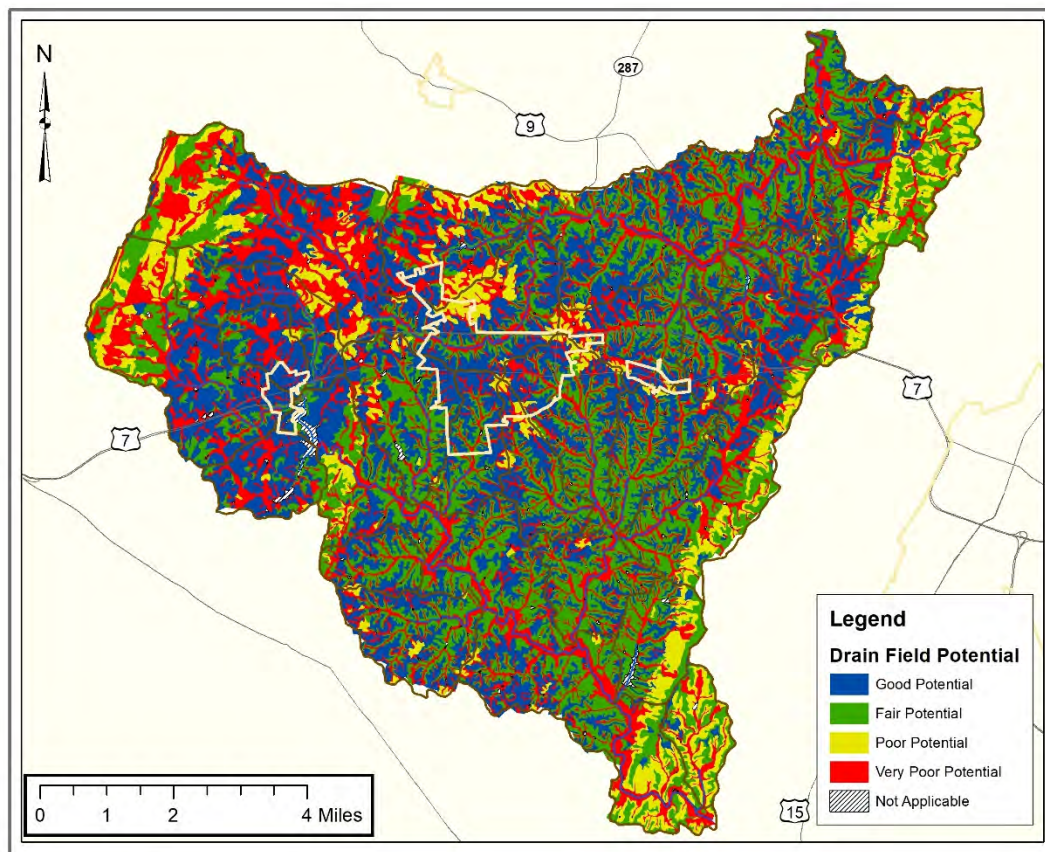 N
287
9
7
7
15
0 1 2 4 Miles
Legend
Drain Field Potential
Good Potential
Fair Potential
Poor Potential
Very Poor Potential
Not Applicable